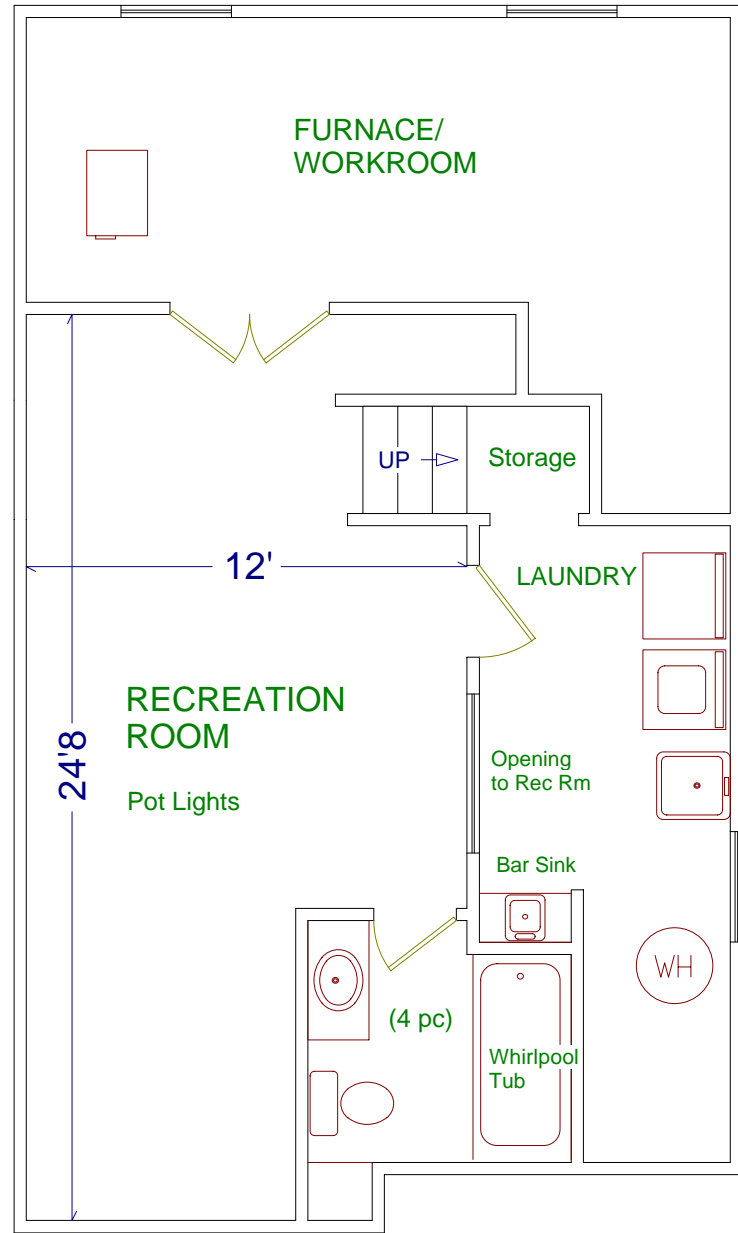 FURNACE/
WORKROOM
UP
Storage
12'
LAUNDRY
RECREATION
ROOM
24'8
Pot Lights
Opening
to Rec Rm
Bar Sink
WH
(4 pc)
Whirlpool
Tub